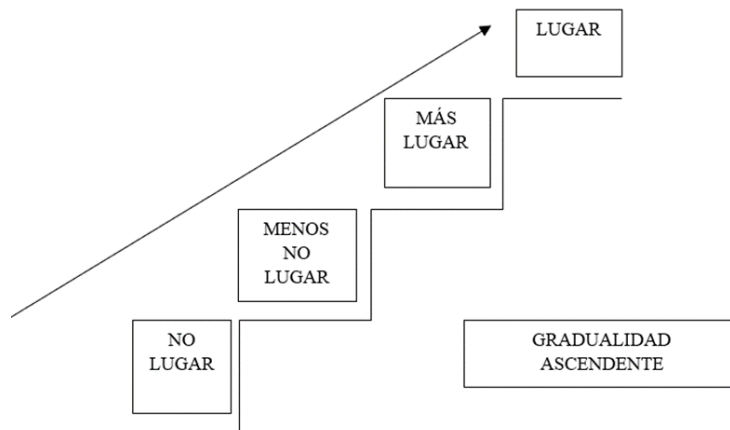 LUGAR
MÁS
LUGAR
MENOS
NO
LUGAR
NO
LUGAR
GRADUALIDAD
ASCENDENTE